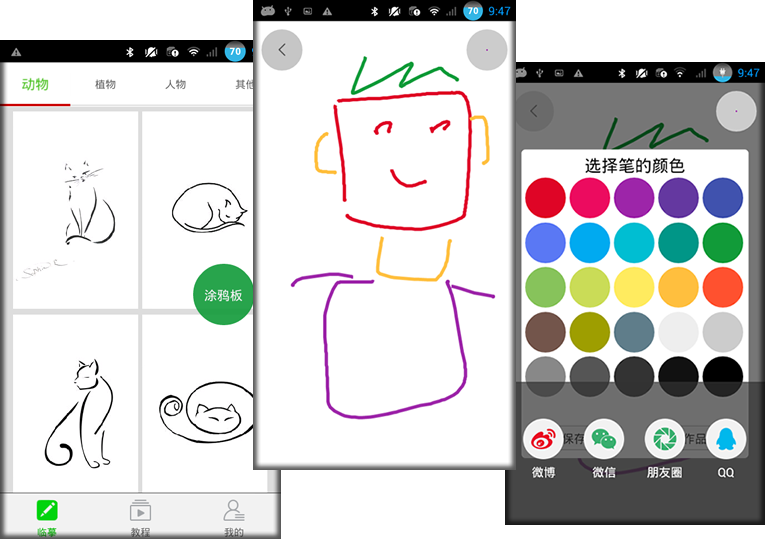 70
动物
植物
人物
其他
涂鸦板
临摹
教程
我的
70
9:47
9:47
选择笔的颜色
保存
作品
微博
微信
朋友圈
QQ